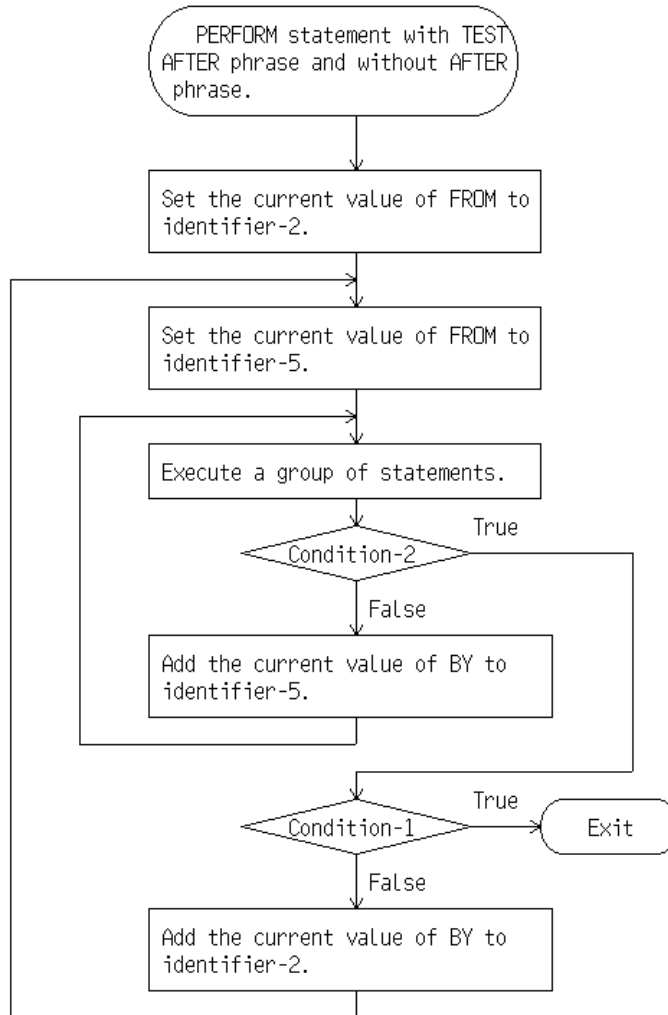 PERFORM statement with TEST
AFTER phrase and without AFTER
phrase.
Set the current value of FROM to
identifier-2.
Set the current value of FROM to
identifier-5.
Execute a group of statements.
True
Condition-2
False
Add the current value of BY to
identifier-5.
True
Condition-1
Exit
False
Add the current value of BY to
identifier-2.